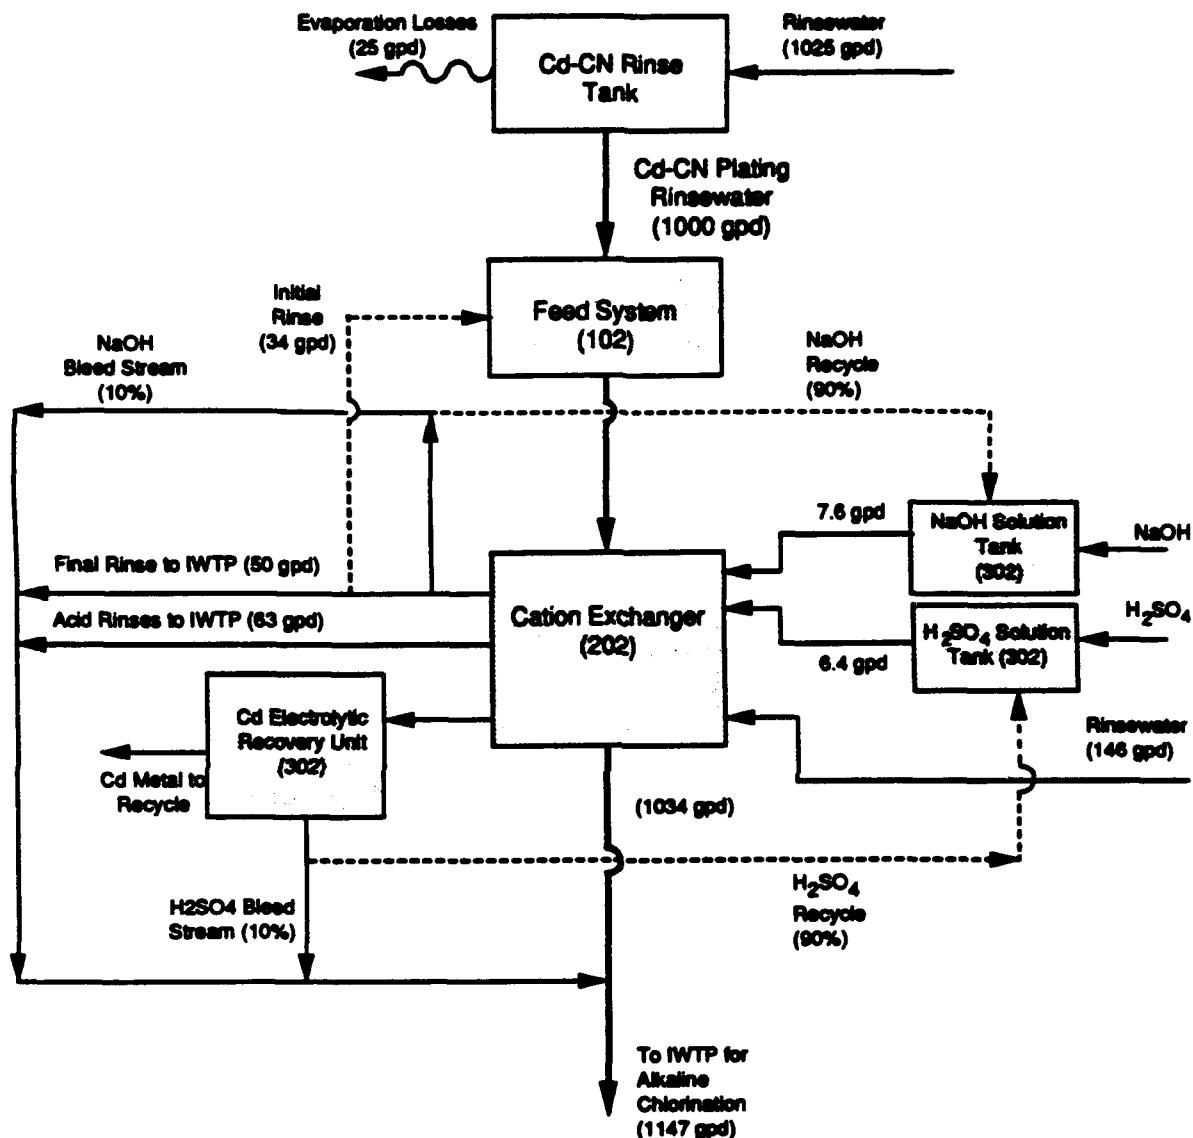 Evaporation Losses
(25 gpd)
Cd-CN Rinse
Tank
Rinsewater
(1025 gpd)
Cd-CN Plating
Rinsewater
(1000 gpd)
Initial
Rinse
(34 gpd)
Feed System
(102)
NaOH
Bleed Stream
(10%)
NaOH
Recycle
(90%)
7.6 gpd
NaOH Solution
Tank
(302)
NaOH
Final Rinse to IWTP (50 gpd)
Acid Rinses to IWTP (63 gpd)
Cation Exchanger
(202)
H2SO4
H2SO4 Solution
Tank (302)
6.4 gpd
Cd Electrolytic
Recovery Unit
(302)
Rinsewater
(146 gpd)
Cd Metal to
Recycle
(1034 gpd)
H2SO4 Bleed
Stream (10%)
H2SO4
Recycle
(90%)
To IWTP for
Alkaline
Chlorination
(1147 gpd)